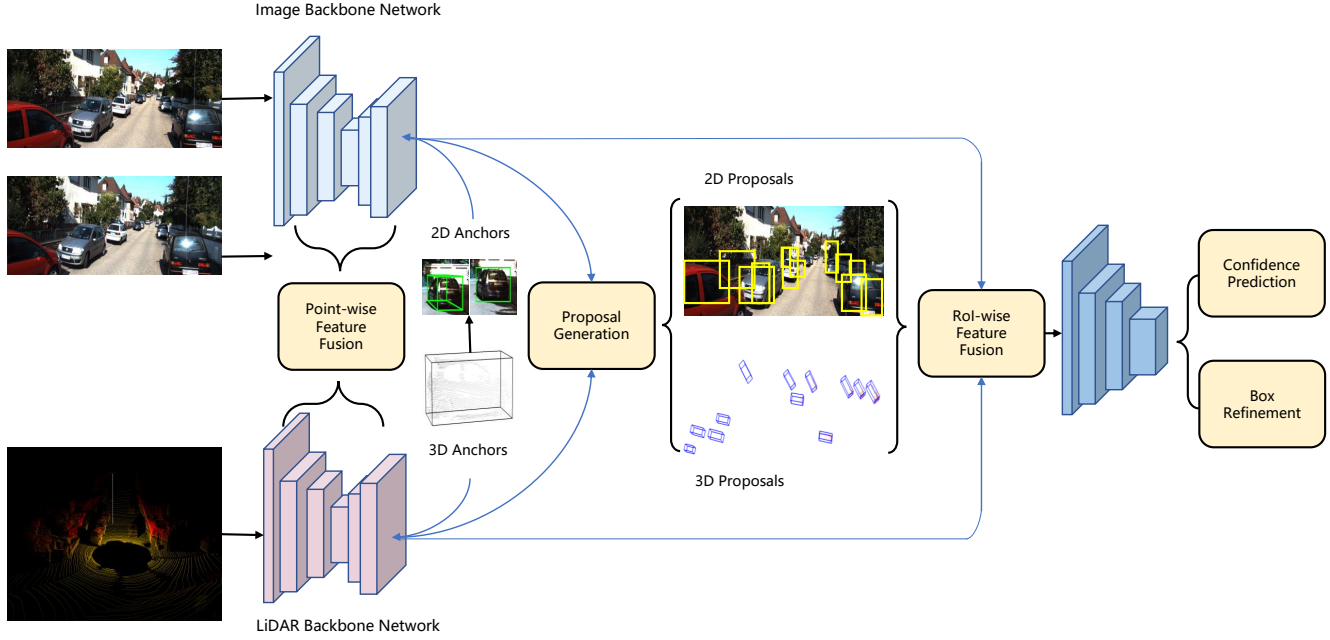 Image Backbone Network
2D Proposals
2D Anchors
Confidence
Prediction
Point-wise
Feature
Fusion
Proposal
Generation
RoI-wise
Feature
Fusion
Box
Refinement
3D Anchors
3D Proposals
LiDAR Backbone Network